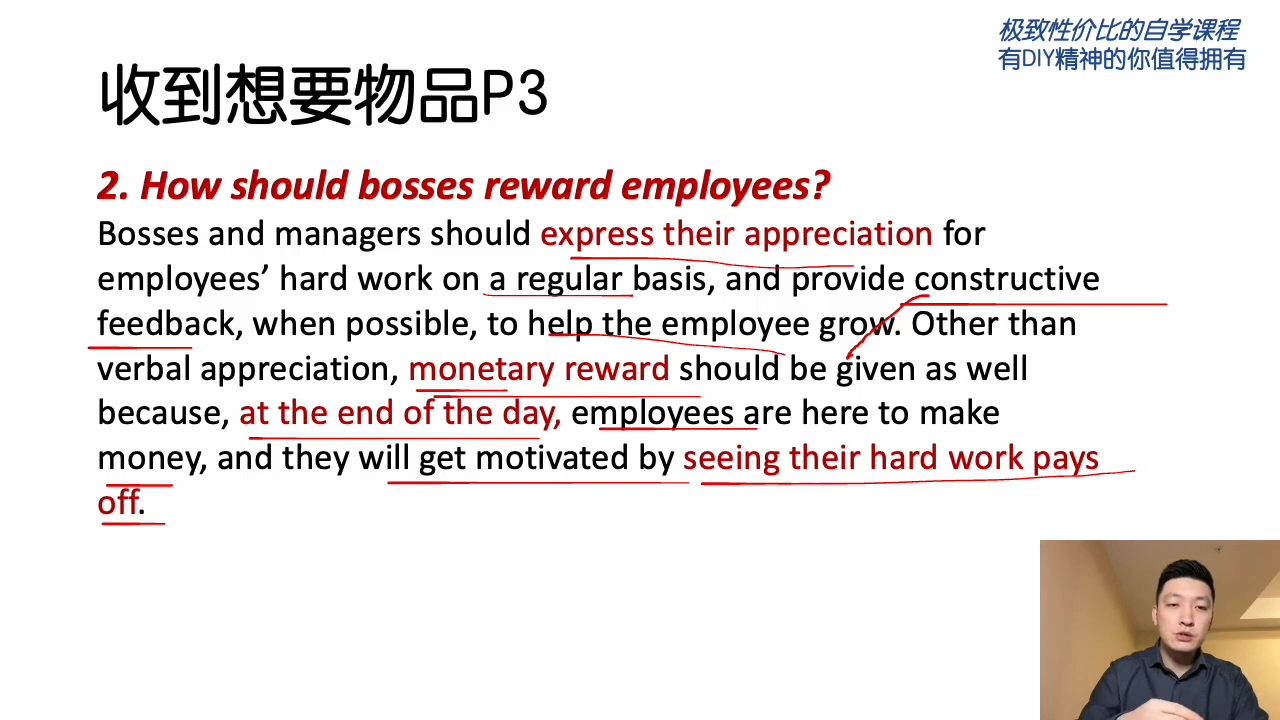 极致性价比的自学课程
有DIY精神的你值得拥有
收到想要物品P3
2. How should bosses reward employees?
Bosses and managers should express their appreciation for
employees’ hard work on a regular basis, and provide constructive
feedback, when possible, to help the employee grow. Other than
verbal appreciation, monetary reward should be given as well
because, at the end of the day, employees are here to make
money, and they will get motivated by seeing their hard work pays
off.